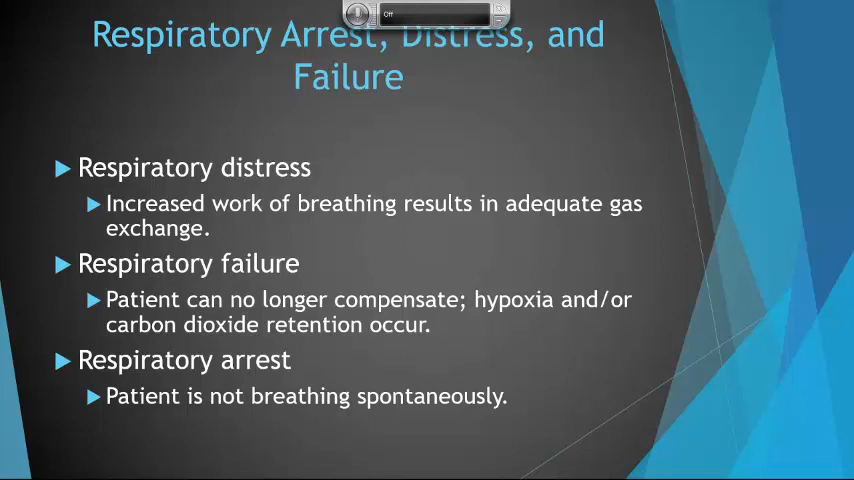 Off
Respiratory Arrest, Distress, and
Failure
Respiratory distress
Increased work of breathing results in adequate gas
exchange.
Respiratory failure
Patient can no longer compensate; hypoxia and/or
carbon dioxide retention occur.
Respiratory arrest
Patient is not breathing spontaneously.